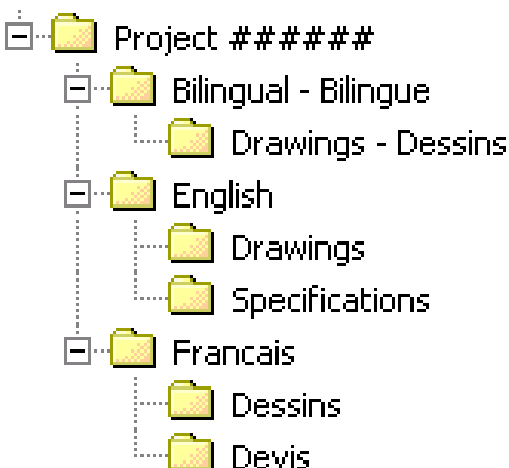 Project ######
Bilingual - Bilingue
Drawings - Dessins
English
Drawings
Specifications
Francais
Dessins
Devis